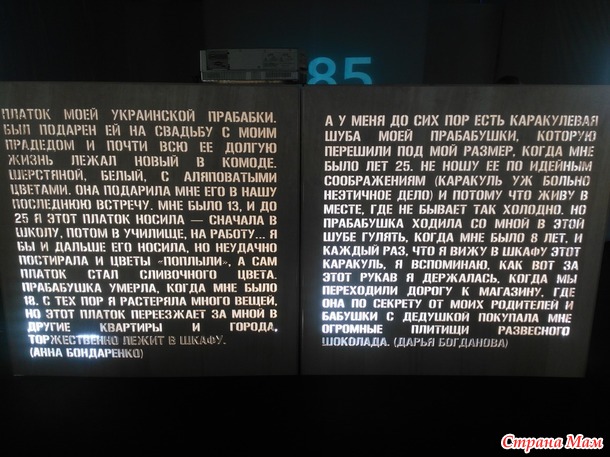 85
ПЛАТОК МОЕЙ УКРАИНСКОЙ ПРАБАБКИ.
БЫЛ ПОДАРЕН ЕЙ НА СВАДЬБУ С МОИМ
ПРАДЕДОМ И ПОЧТИ ВСЮ ЕЕ ДОЛГУЮ
ЖИЗНЬ ЛЕЖАЛ НОВЫЙ В КОМОДЕ.
ШЕРСТЯНОЙ, БЕЛЫЙ, С АЛЯПОВАТЫМИ
ЦВЕТАМИ. ОНА ПОДАРИЛА МНЕ ЕГО В НАШУ
ПОСЛЕДНЮЮ ВСТРЕЧУ. МНЕ БЫЛО 13, И ДО
25 Я ЭТОТ ПЛАТОК НОСИЛА — СНАЧАЛА В
ШКОЛУ, ПОТОМ В УЧИЛИЩЕ, НА РАБОТУ... Я
БЫ И ДАЛЬШЕ ЕГО НОСИЛА, НО НЕУДАЧНО
ПОСТИРАЛА И ЦВЕТЫ «ПОПЛЫЛИ», А САМ
ПЛАТОК СТАЛ СЛИВОЧНОГО ЦВЕТА.
ПРАБАБУШКА УМЕРЛА, КОГДА МНЕ БЫЛО
18. С ТЕХ ПОР Я РАСТЕРЯЛА МНОГО ВЕЩЕЙ,
НО ЭТОТ ПЛАТОК ПЕРЕЕЗЖАЕТ ЗА МНОЙ В
ДРУГИЕ КВАРТИРЫ И ГОРОДА,
ТОРЖЕСТВЕННО ЛЕЖИТ В ШКАФУ.
(АННА БОНДАРЕНКО)
А У МЕНЯ ДО СИХ ПОР ЕСТЬ КАРАКУЛЕВАЯ
ШУБА МОЕЙ ПРАБАБУШКИ, КОТОРУЮ
ПЕРЕШИЛИ ПОД МОЙ РАЗМЕР, КОГДА МНЕ
БЫЛО ЛЕТ 25. НЕ НОШУ ЕЕ ПО ИДЕЙНЫМ
СООБРАЖЕНИЯМ (КАРАКУЛЬ УЖ БОЛЬНО
НЕЭТИЧНОЕ ДЕЛО) И ПОТОМУ ЧТО ЖИВУ В
МЕСТЕ, ГДЕ НЕ БЫВАЕТ ТАК ХОЛОДНО. НО
ПРАБАБУШКА ХОДИЛА СО МНОЙ В ЭТОЙ
ШУБЕ ГУЛЯТЬ, КОГДА МНЕ БЫЛО 8 ЛЕТ, И
КАЖДЫЙ РАЗ, ЧТО Я ВИЖУ В ШКАФУ ЭТОТ
КАРАКУЛЬ, Я ВСПОМИНАЮ, КАК ВОТ ЗА
ЭТОТ РУКАВ Я ДЕРЖАЛАСЬ, КОГДА МЫ
ПЕРЕХОДИЛИ ДОРОГУ К МАГАЗИНУ, ГДЕ
ОНА ПО СЕКРЕТУ ОТ МОИХ РОДИТЕЛЕЙ И
БАБУШКИ С ДЕДУШКОЙ ПОКУПАЛА МНЕ
ОГРОМНЫЕ ПЛИТИЩИ РАЗВЕСНОГО
ШОКОЛАДА. (ДАРЬЯ БОГДАНОВА)
Страна Мам